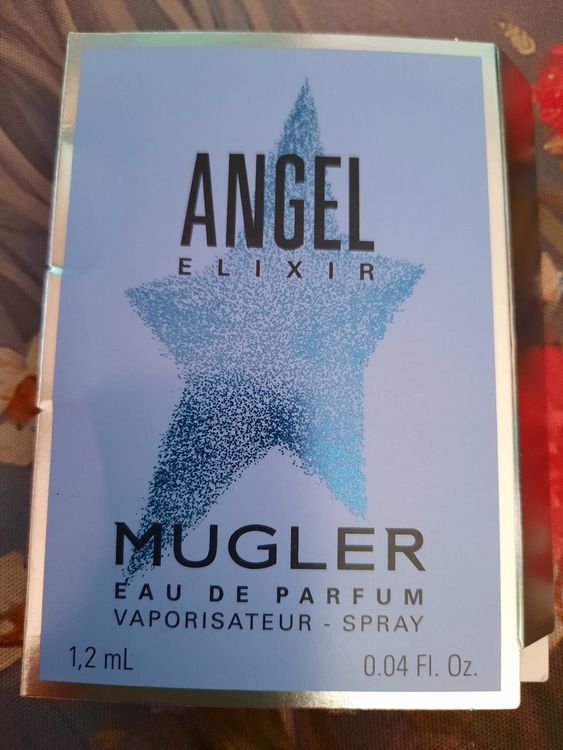 ANGEL
ELIXIR
MUGLER
EAU DE PARFUM
VAPORISATEUR - SPRAY
1,2 mL 0.04 Fl. Oz.